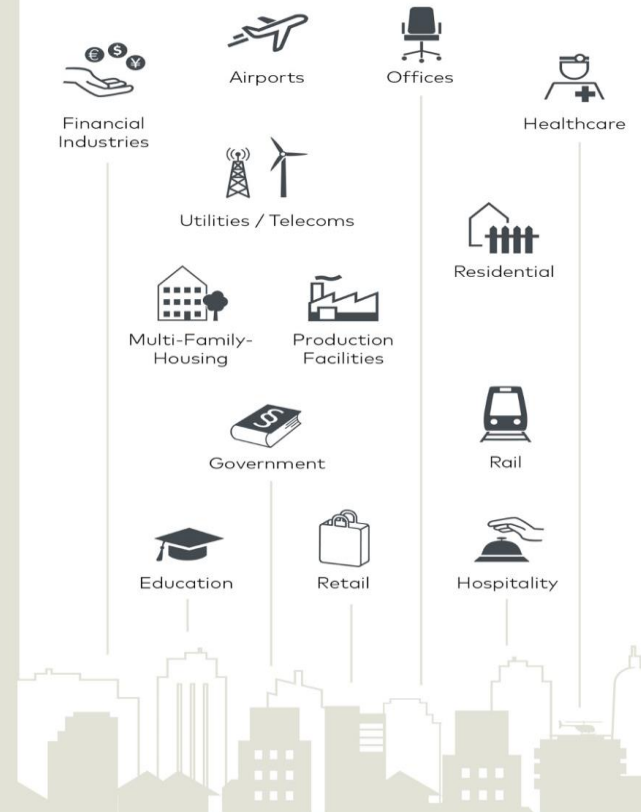 € $ ¥
Airports
Offices
Financial
Industries
Healthcare
Utilities / Telecoms
Residential
Multi-Family-
Housing
Production
Facilities
§
Government
Rail
Education
Retail
Hospitality